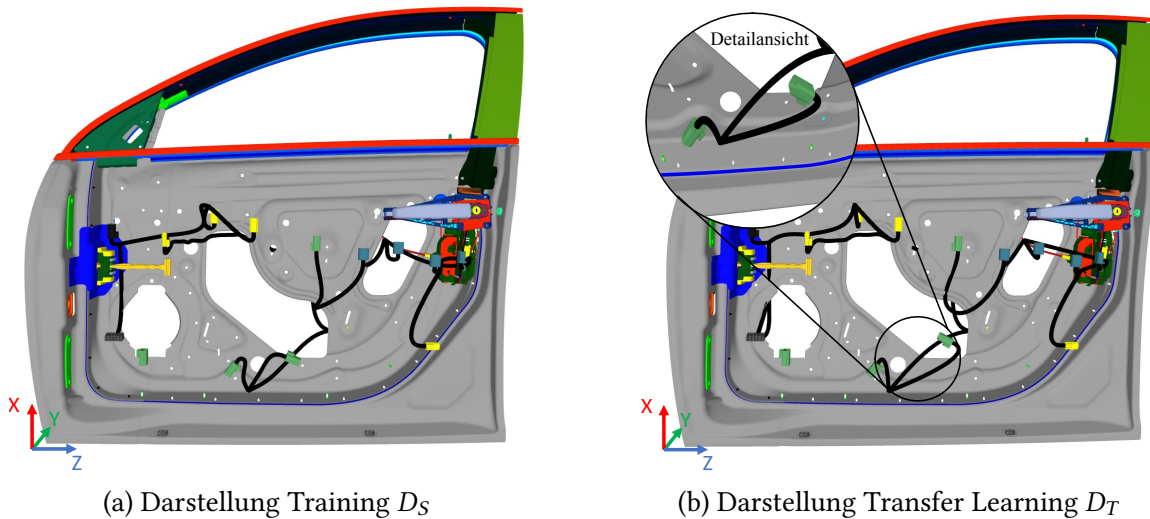 Detailansicht
X
Y
Z
X
Y
Z
(a) Darstellung Training D_S
(b) Darstellung Transfer Learning D_T